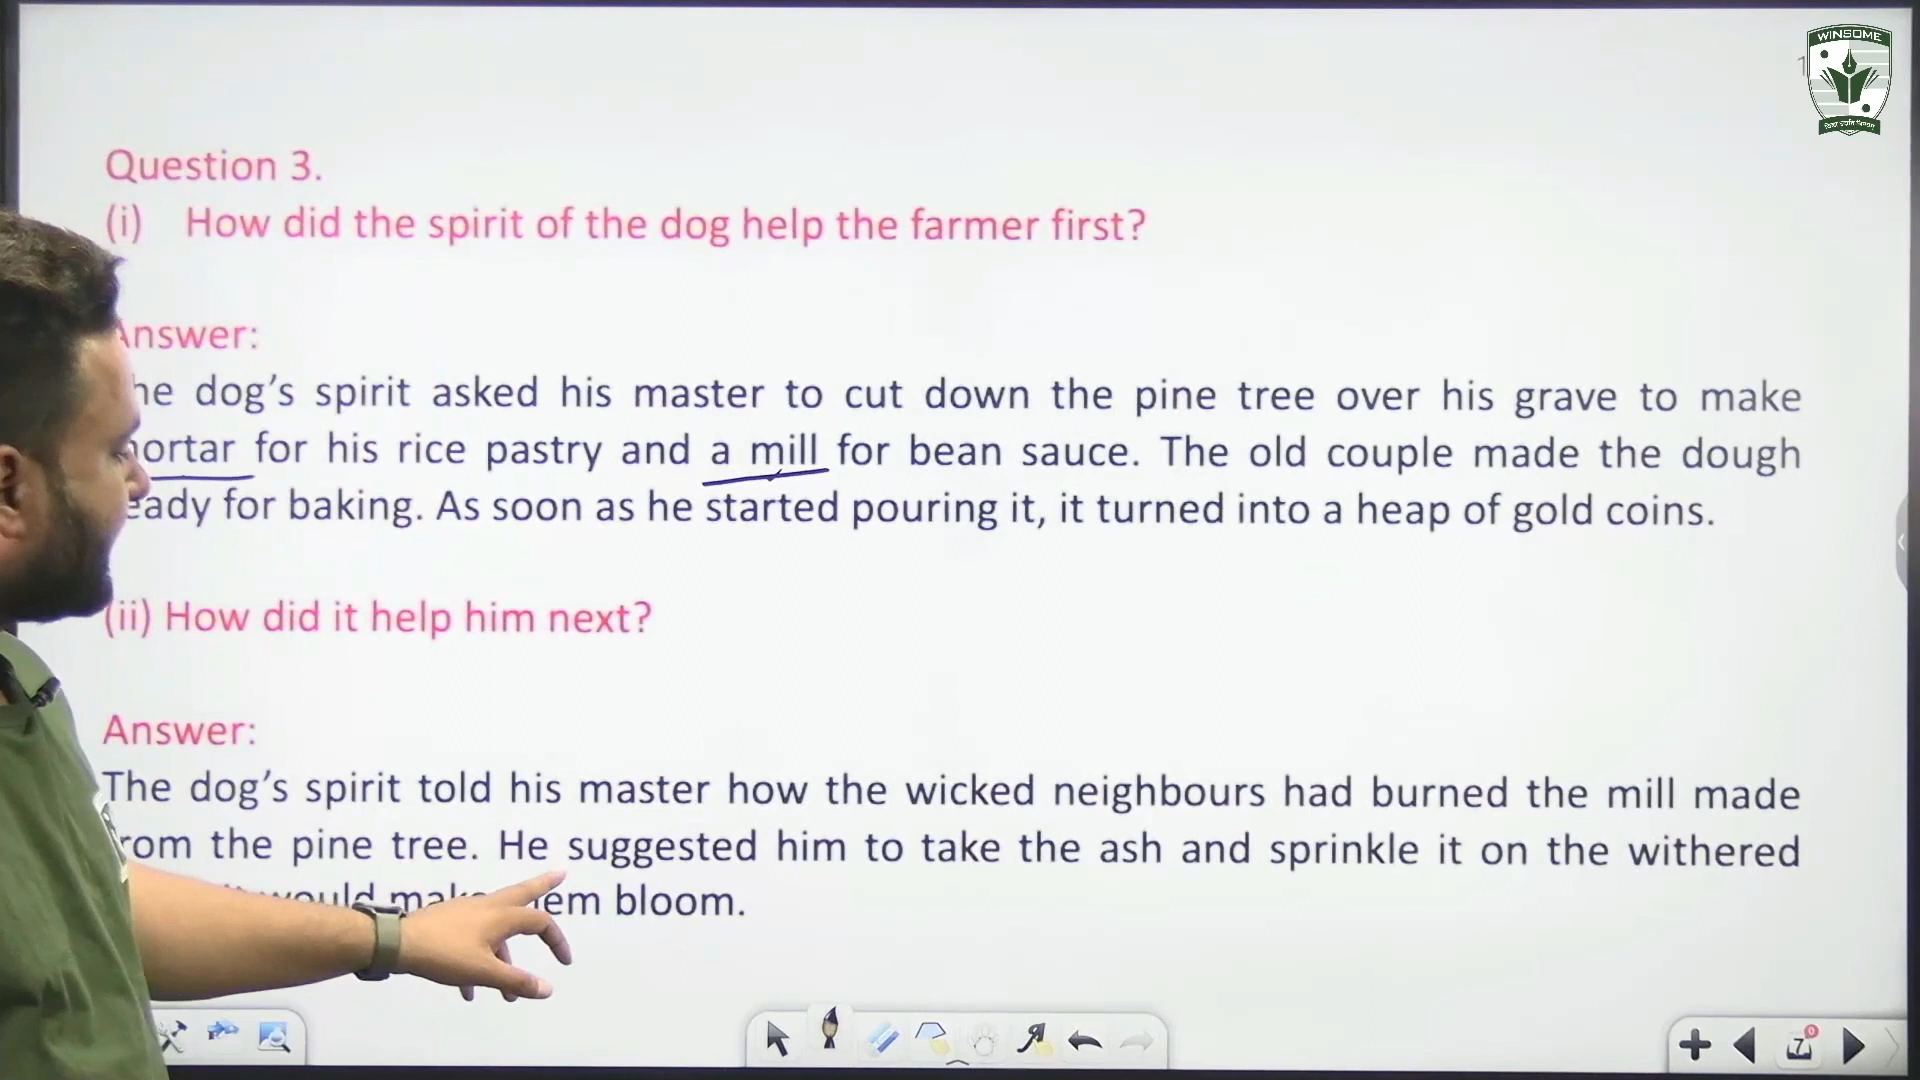 WINSOME
Question 3.
(i) How did the spirit of the dog help the farmer first?
Answer:
he dog’s spirit asked his master to cut down the pine tree over his grave to make
ortar for his rice pastry and a mill for bean sauce. The old couple made the dough
eady for baking. As soon as he started pouring it, it turned into a heap of gold coins.
(ii) How did it help him next?
Answer:
The dog’s spirit told his master how the wicked neighbours had burned the mill made
rom the pine tree. He suggested him to take the ash and sprinkle it on the withered
would bloom.
7
0